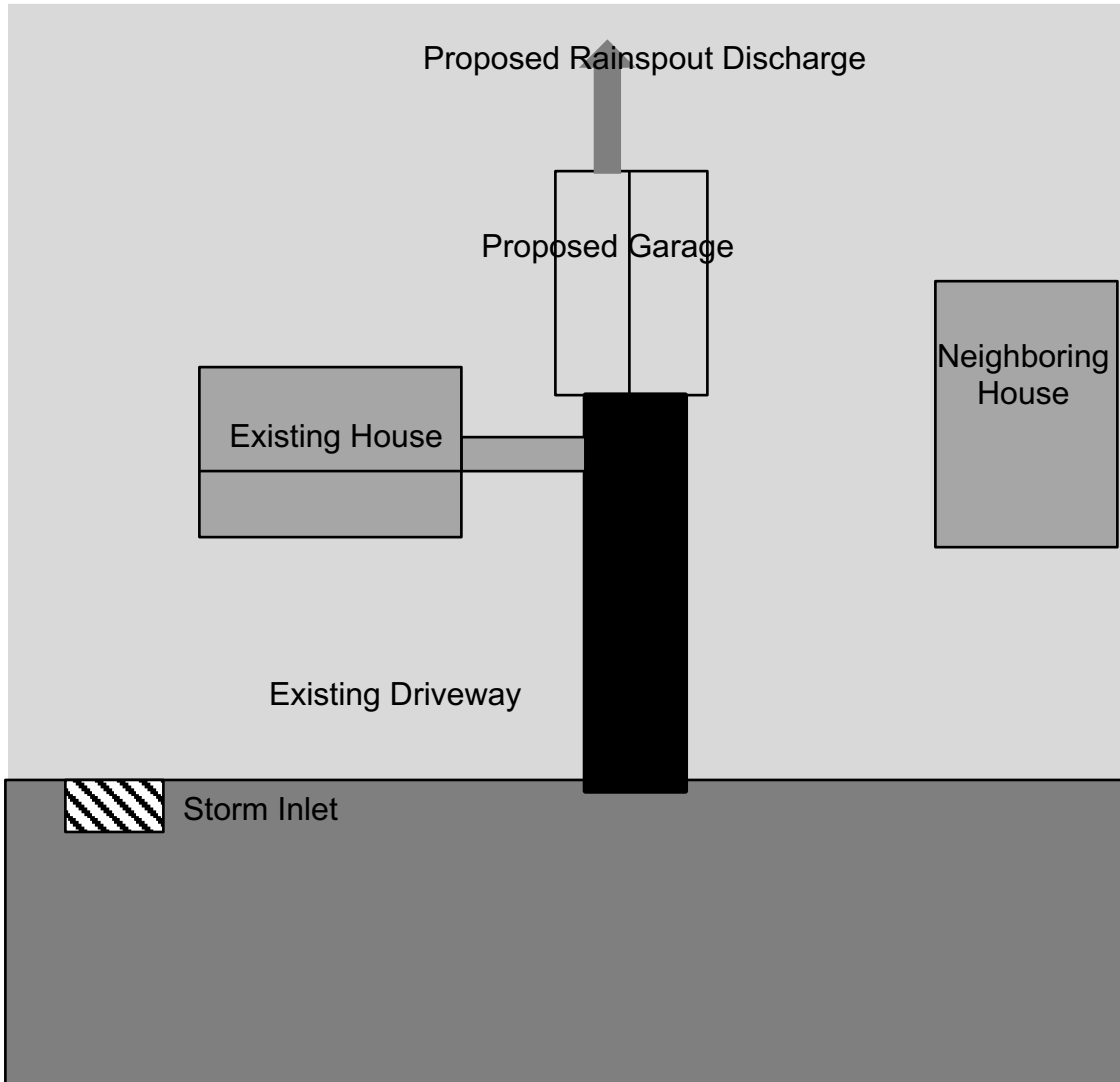 Proposed Rainspout Discharge
Proposed Garage
Neighboring
House
Existing House
Existing Driveway
Storm Inlet